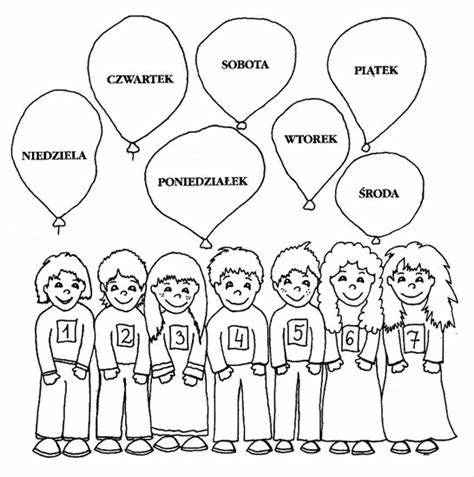 SOBOTA
CZWARTEK
PIĄTEK
NIEDZIELA
WTOREK
PONIEDZIAŁEK
ŚRODA
1 2 3 4 5 6 7